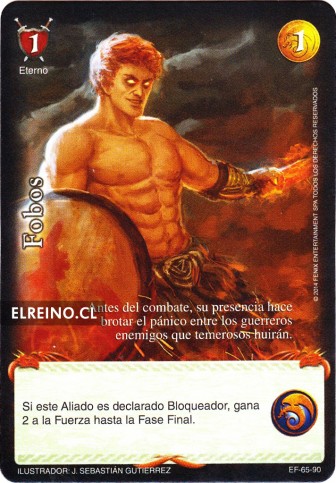 1
1
Eterno
Fobos
© 2014 FENIX ENTERTAINMENT SPA TODOS LOS DERECHOS RESERVADOS
ELREINO.CL
Antes del combate, su presencia hace
brotar el pánico entre los guerreros
enemigos que temerosos huirán.
Si este Aliado es declarado Bloqueador, gana
2 a la Fuerza hasta la Fase Final.
ILUSTRADOR: J. SEBASTIÁN GUTIERREZ
EF-65-90